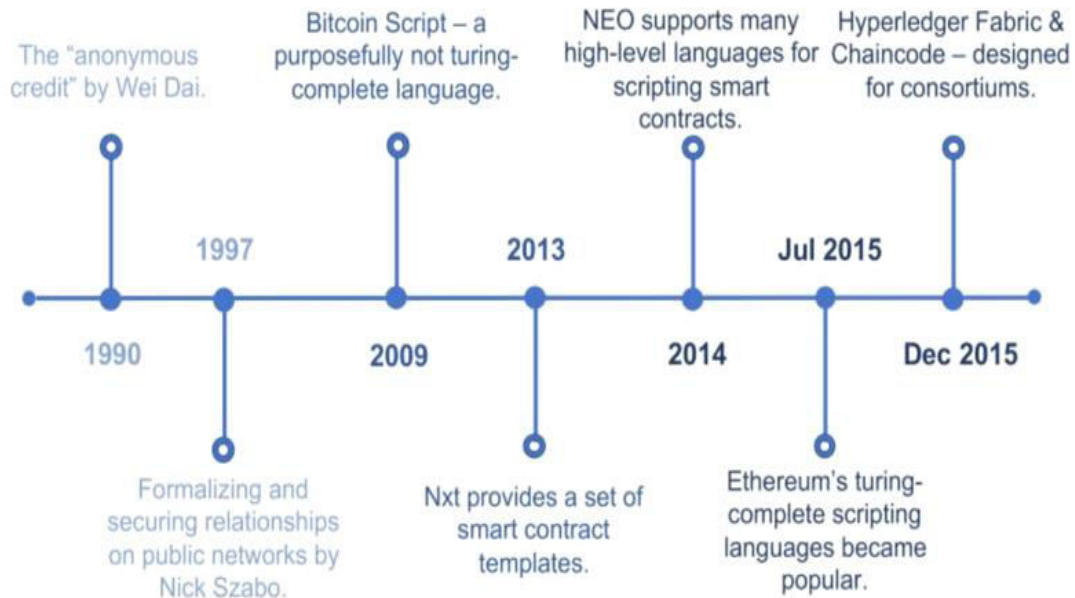 The “anonymous
credit” by Wei Dai.
Bitcoin Script – a
purposefully not turing-
complete language.
NEO supports many
high-level languages for
scripting smart
contracts.
Hyperledger Fabric &
Chaincode – designed
for consortiums.
1997
2013
Jul 2015
1990
2009
2014
Dec 2015
Formalizing and
securing relationships
on public networks by
Nick Szabo.
Nxt provides a set of
smart contract
templates.
Ethereum’s turing-
complete scripting
languages became
popular.